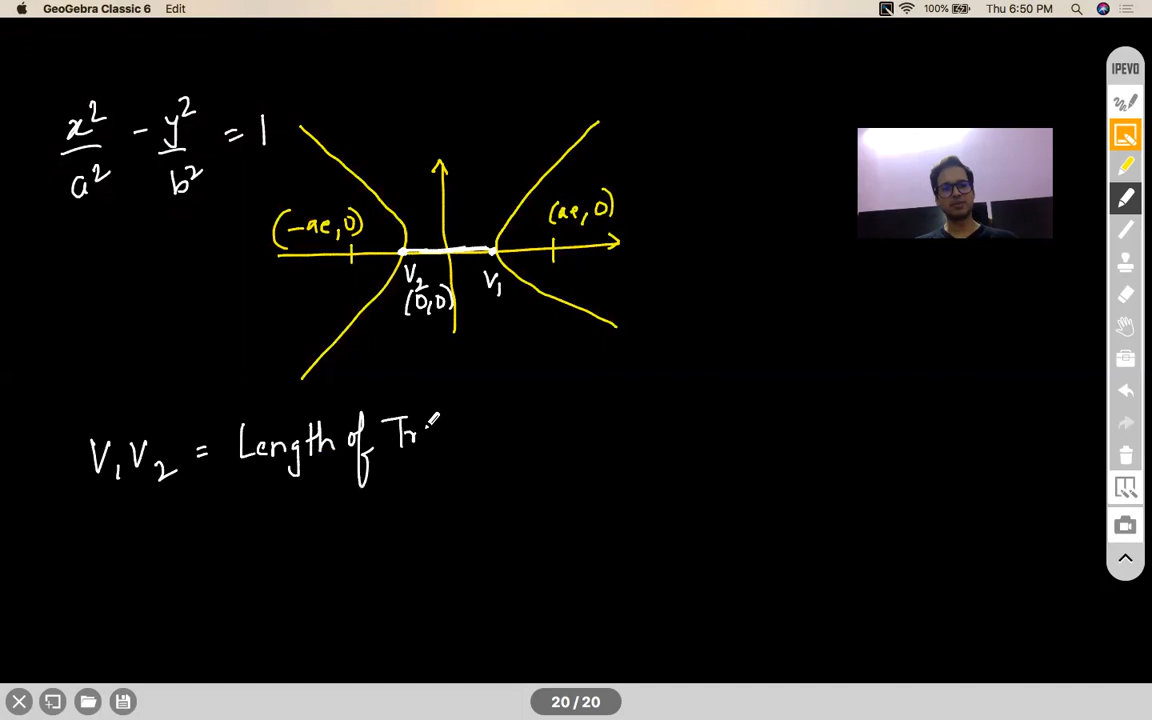 GeoGebra Classic 6 Edit 100% Thu 6:50 PM
IPEVO
x²/a² - y²/b² = 1
(-ae, 0) (ae, 0)
V₂ V₁
(0, 0)
V₁V₂ = Length of Tr
20 / 20